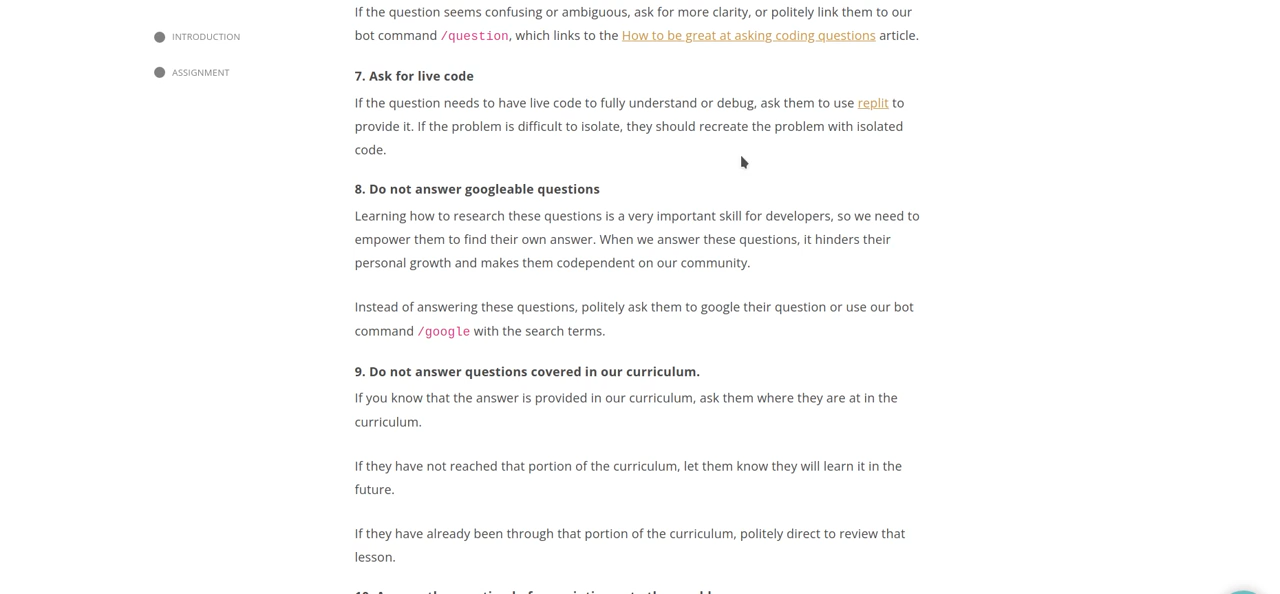 If the question seems confusing or ambiguous, ask for more clarity, or politely link them to our
INTRODUCTION
bot command /question, which links to the How to be great at asking coding questions article.
ASSIGNMENT
7. Ask for live code
If the question needs to have live code to fully understand or debug, ask them to use replit to
provide it. If the problem is difficult to isolate, they should recreate the problem with isolated
code.
8. Do not answer googleable questions
Learning how to research these questions is a very important skill for developers, so we need to
empower them to find their own answer. When we answer these questions, it hinders their
personal growth and makes them codependent on our community.
Instead of answering these questions, politely ask them to google their question or use our bot
command /google with the search terms.
9. Do not answer questions covered in our curriculum.
If you know that the answer is provided in our curriculum, ask them where they are at in the
curriculum.
If they have not reached that portion of the curriculum, let them know they will learn it in the
future.
If they have already been through that portion of the curriculum, politely direct to review that
lesson.